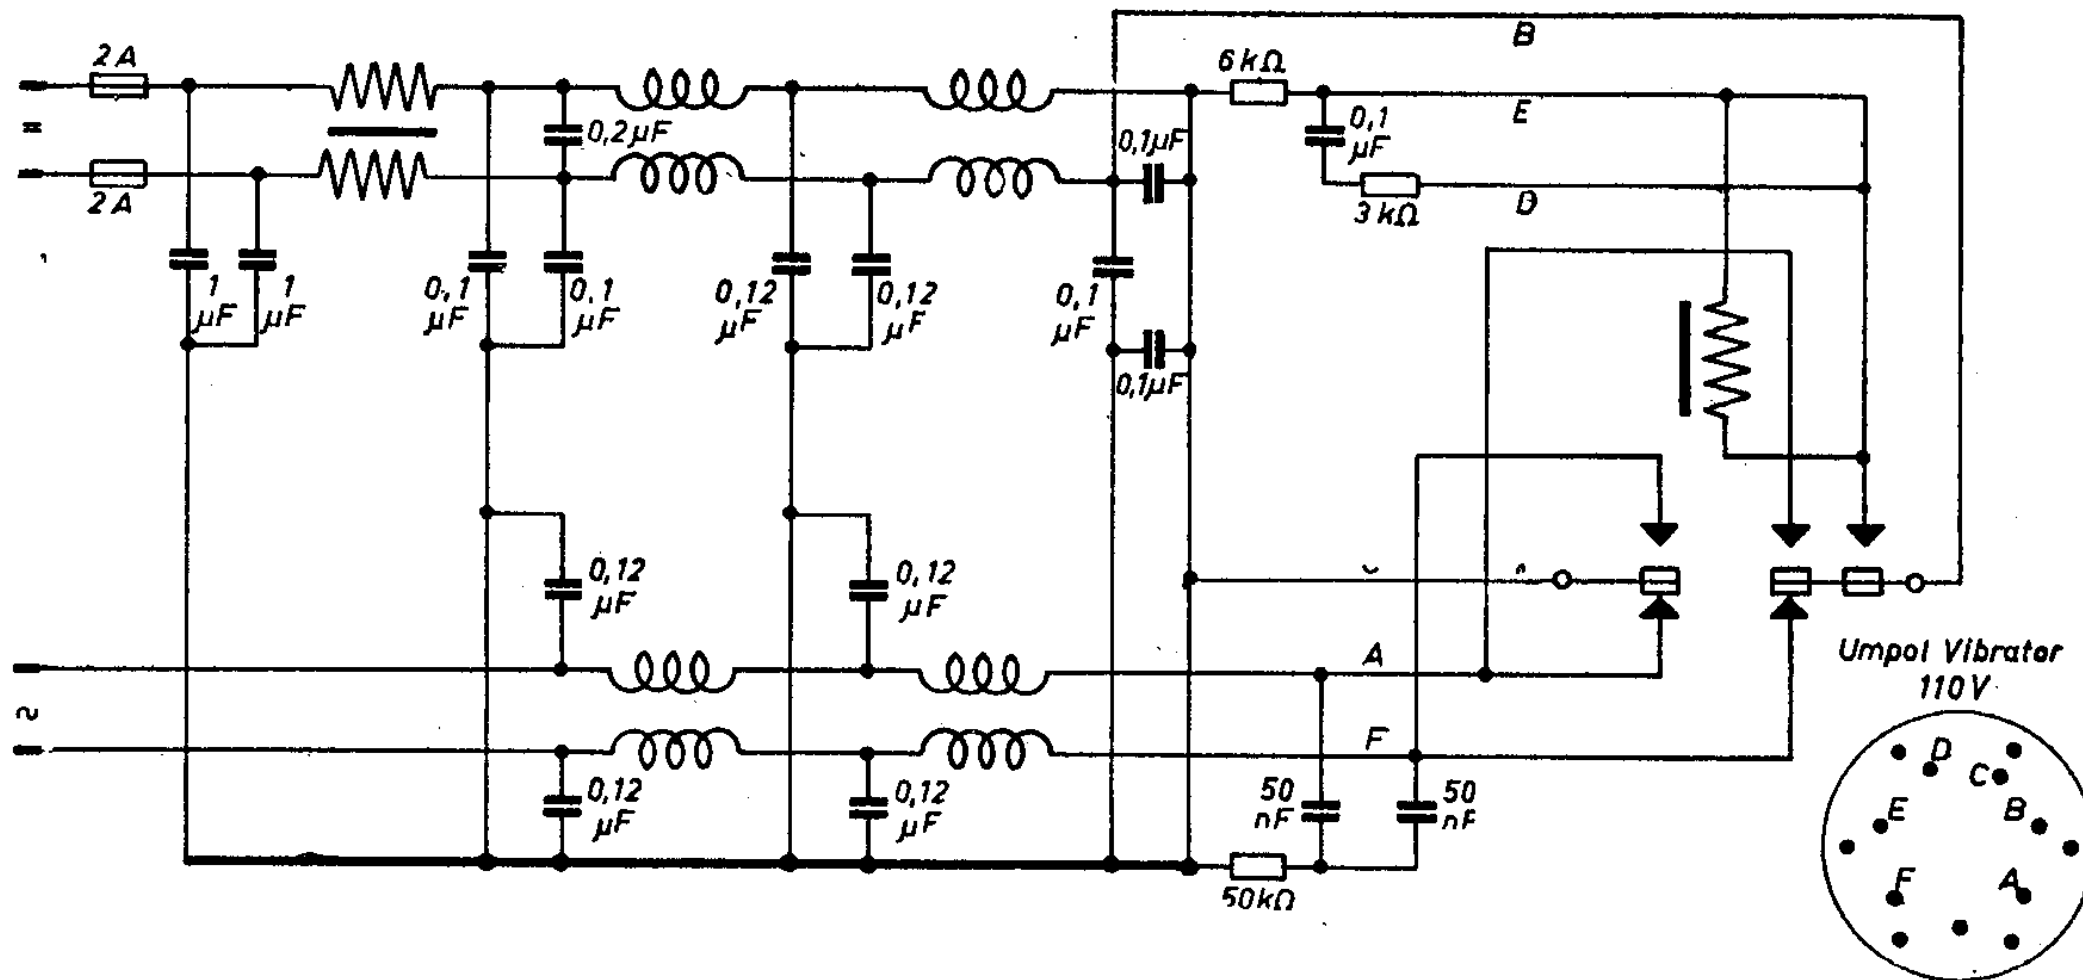 2A
=
2A
1
µF
1
µF
0,2µF
0,1
µF
0,1
µF
0,12
µF
0,12
µF
0,1µF
0,1
µF
0,1µF
B
6kΩ
E
0,1
µF
3kΩ
D
0,12
µF
0,12
µF
A
~
F
0,12
µF
0,12
µF
50
nF
50
nF
50kΩ
Umpol Vibrator
110V
D
C
E
B
F
A